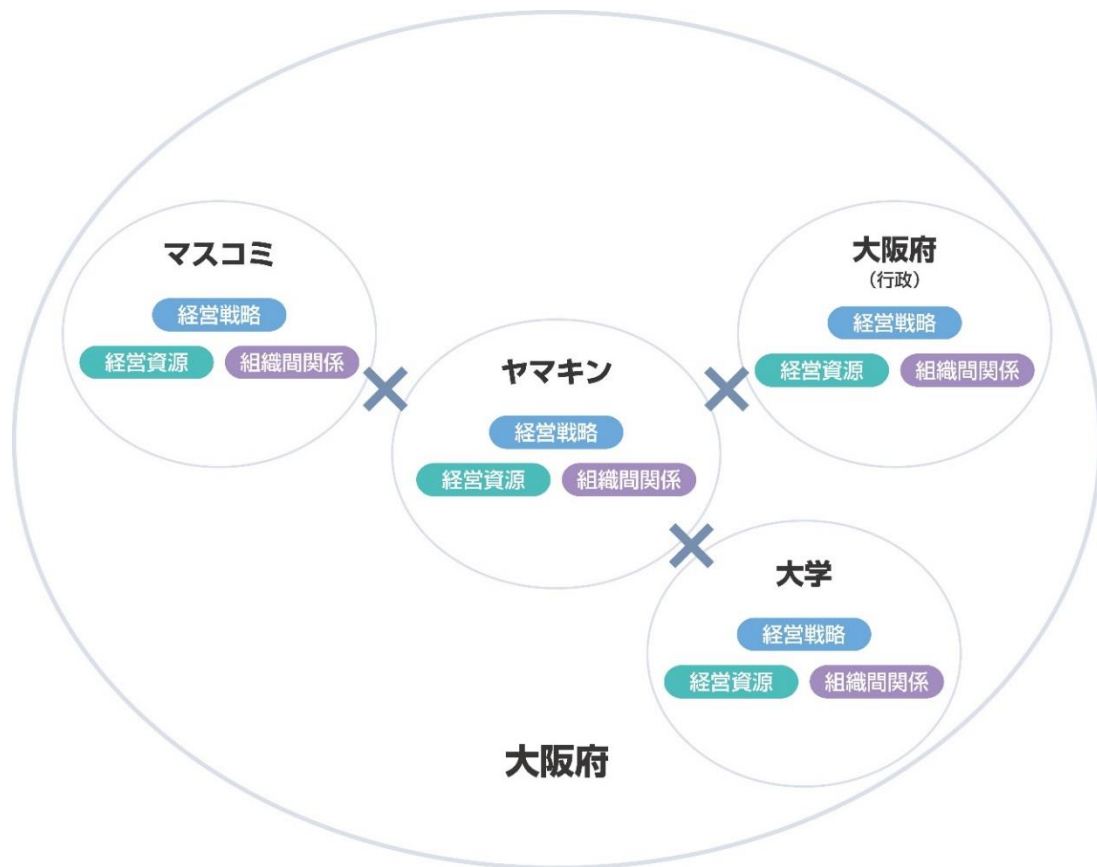 マスコミ
経営戦略
経営資源 組織間関係
大阪府
(行政)
経営戦略
経営資源 組織間関係
ヤマキン
経営戦略
経営資源 組織間関係
大学
経営戦略
経営資源 組織間関係
大阪府